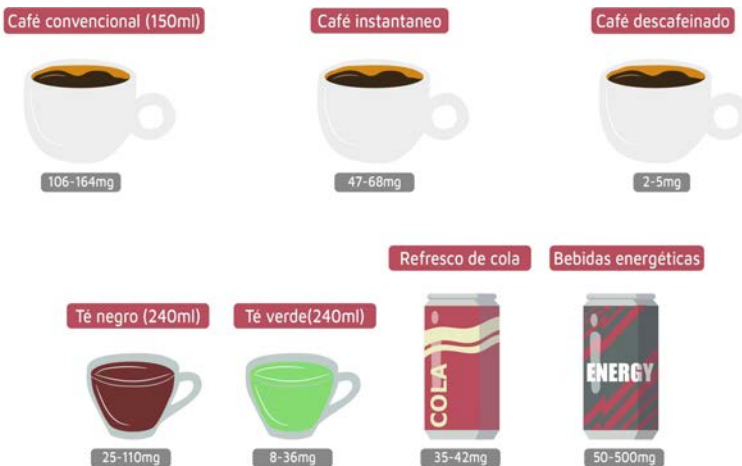 Café convencional (150ml)
Café instantaneo
Café descafeinado
106-164mg
47-68mg
2-5mg
Refresco de cola
Bebidas energéticas
Té negro (240ml)
Té verde(240ml)
COLA
ENERGY
25-110mg
8-36mg
35-42mg
50-500mg